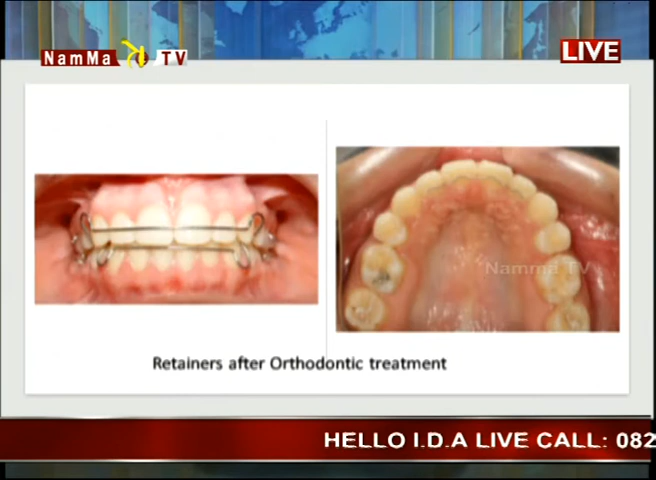 NamMa TV
LIVE
Namma TV
Retainers after Orthodontic treatment
HELLO I.D.A LIVE CALL: 082